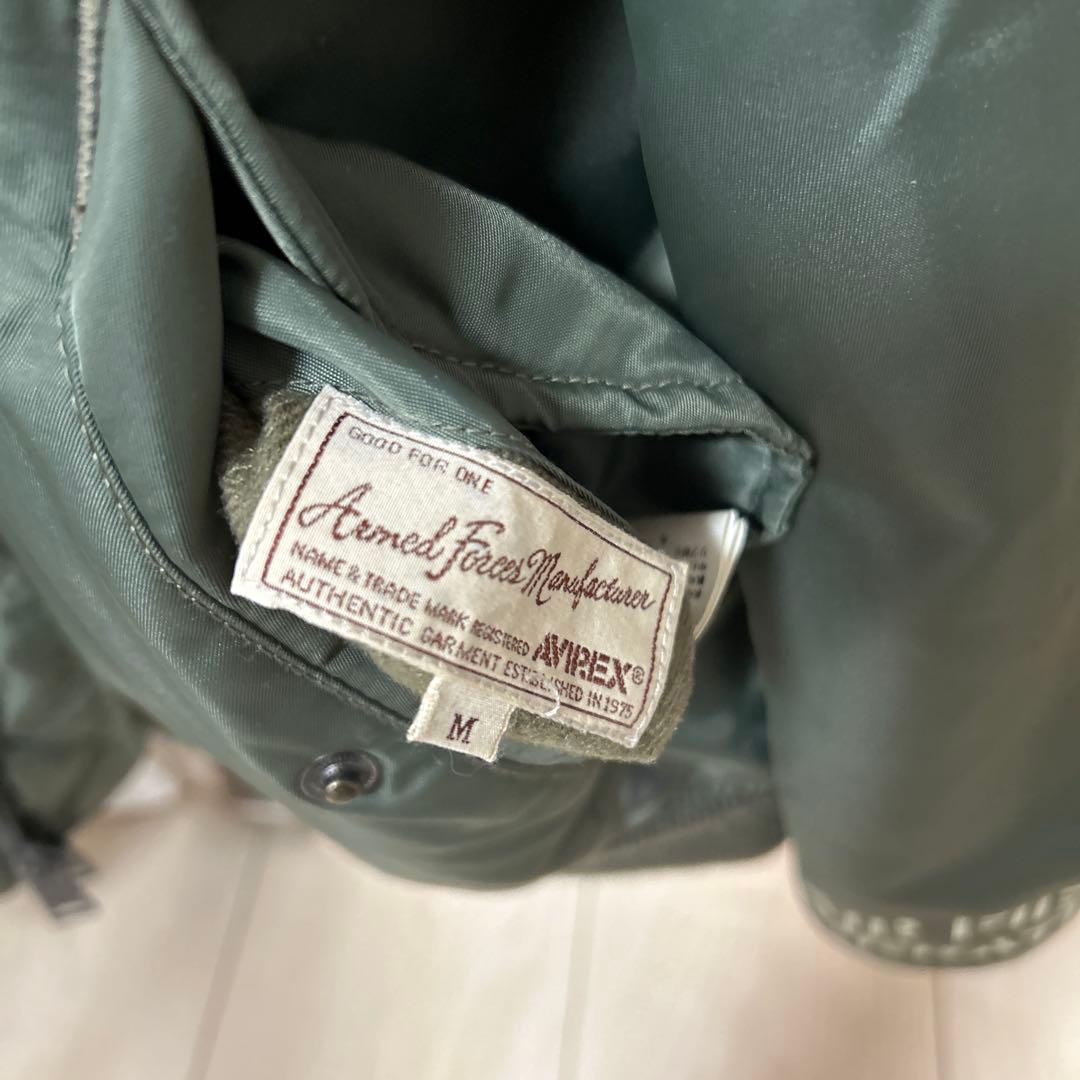 GOOD FOR ONE
Armed Forces Manufacturer
NAME & TRADE MARK REGISTERED AVIREX®
AUTHENTIC GARMENT ESTABLISHED IN 1975
M